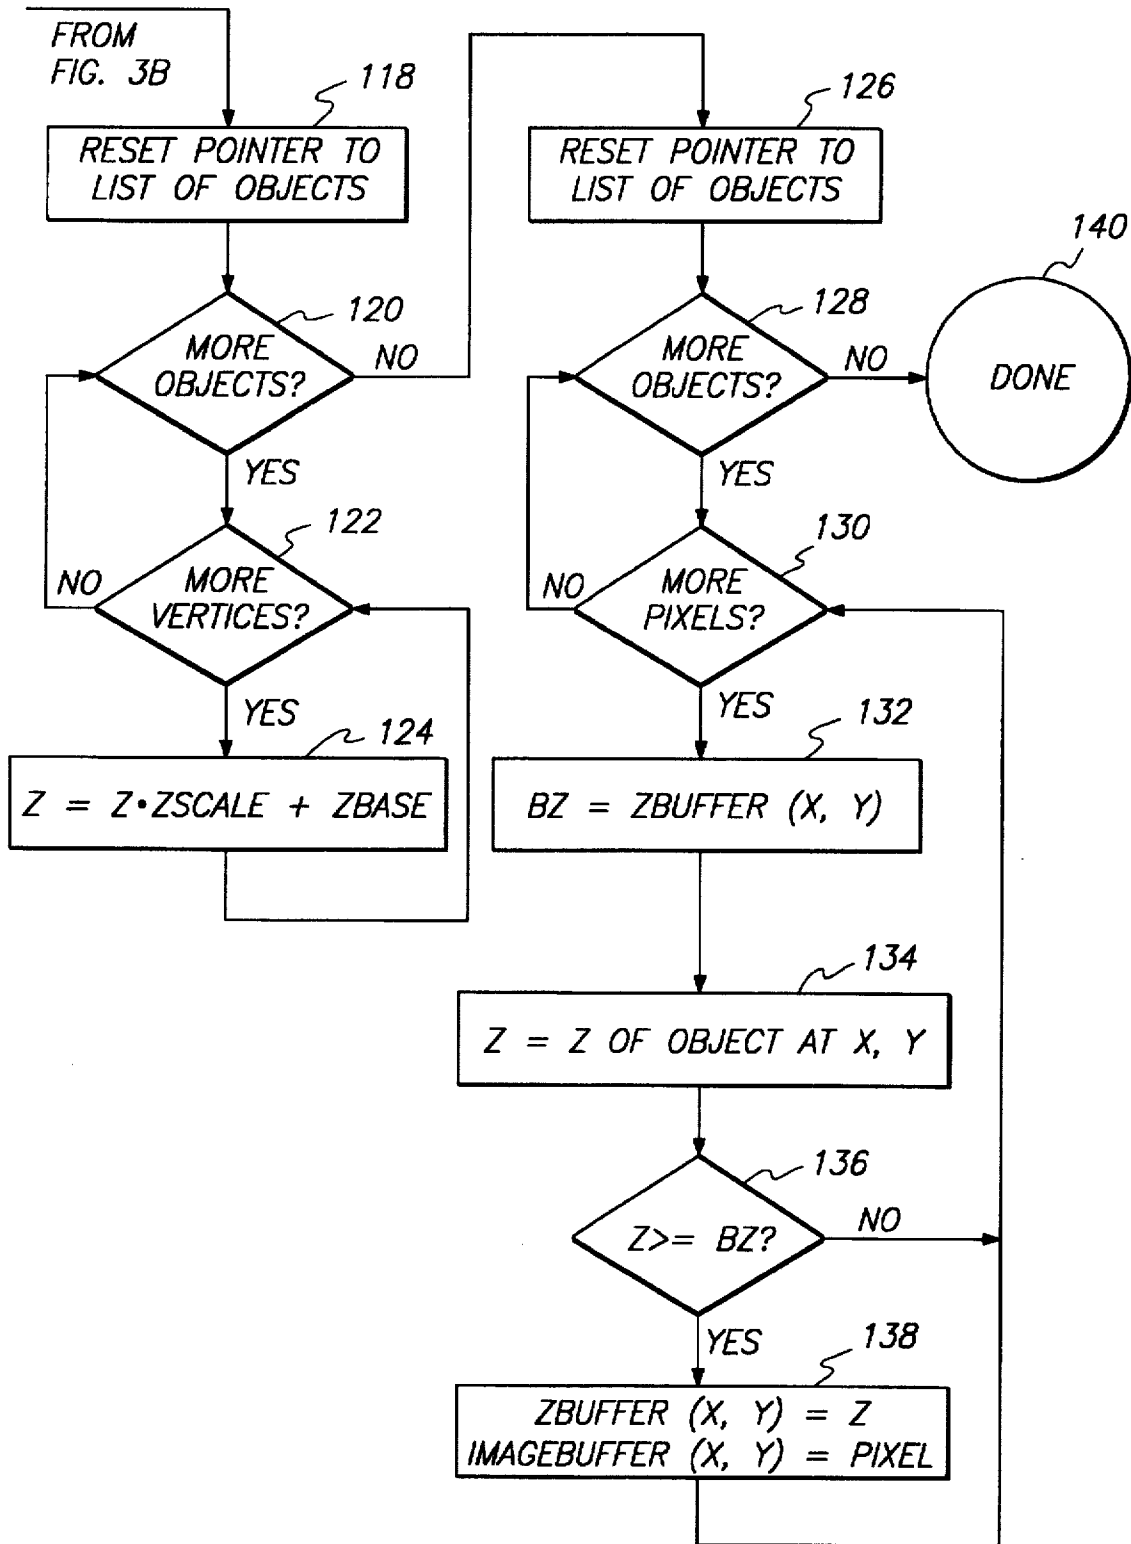 FROM
FIG. 3B
118
RESET POINTER TO
LIST OF OBJECTS
120
MORE
OBJECTS?
NO
YES
122
MORE
VERTICES?
NO
YES
124
Z = Z•ZSCALE + ZBASE
126
RESET POINTER TO
LIST OF OBJECTS
128
MORE
OBJECTS?
NO
140
DONE
YES
130
MORE
PIXELS?
NO
YES
132
BZ = ZBUFFER (X, Y)
134
Z = Z OF OBJECT AT X, Y
136
Z>= BZ?
NO
YES
138
ZBUFFER (X, Y) = Z
IMAGEBUFFER (X, Y) = PIXEL